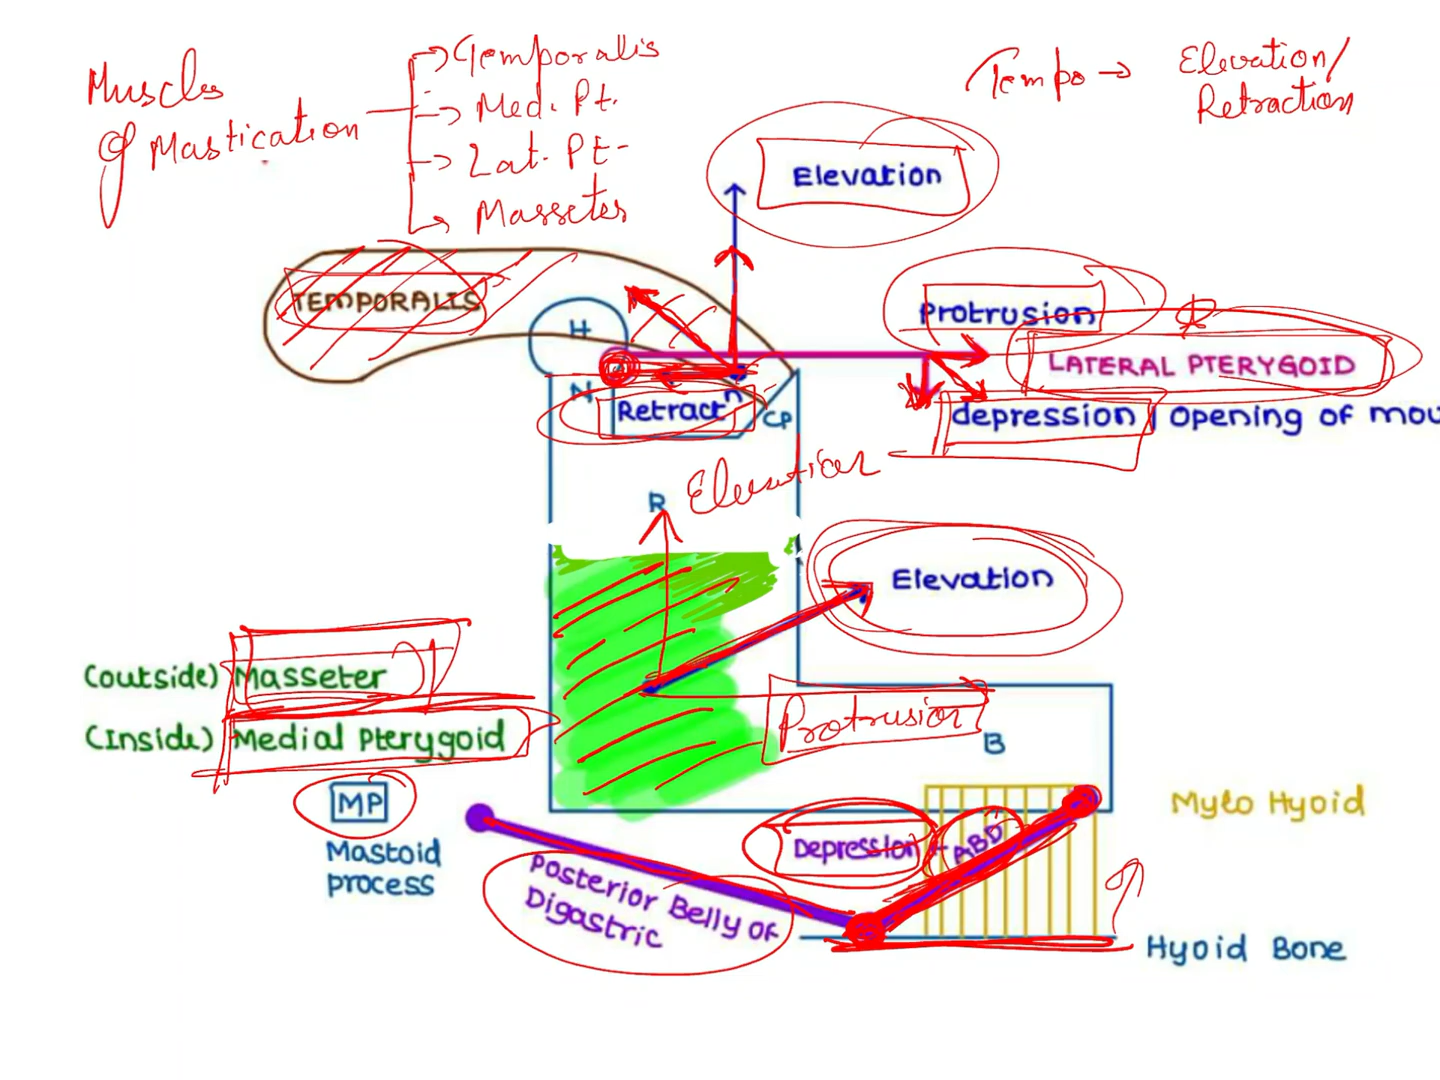 Muscles
of Mastication
Temporalis
Med. Pt.
Lat. Pt-
Masseter
Tempo → Elevation/
Retraction
Elevation
TEMPORALIS
H
Protrusion
LATERAL PTERYGOID
N
Retract
CP
depression / opening of mou
Elevation
R
Elevation
(outside) Masseter
(Inside) Medial Pterygoid
Protrusion
B
MP
Mastoid
process
Depression
ABD
Mylo Hyoid
Posterior Belly of
Digastric
Hyoid Bone